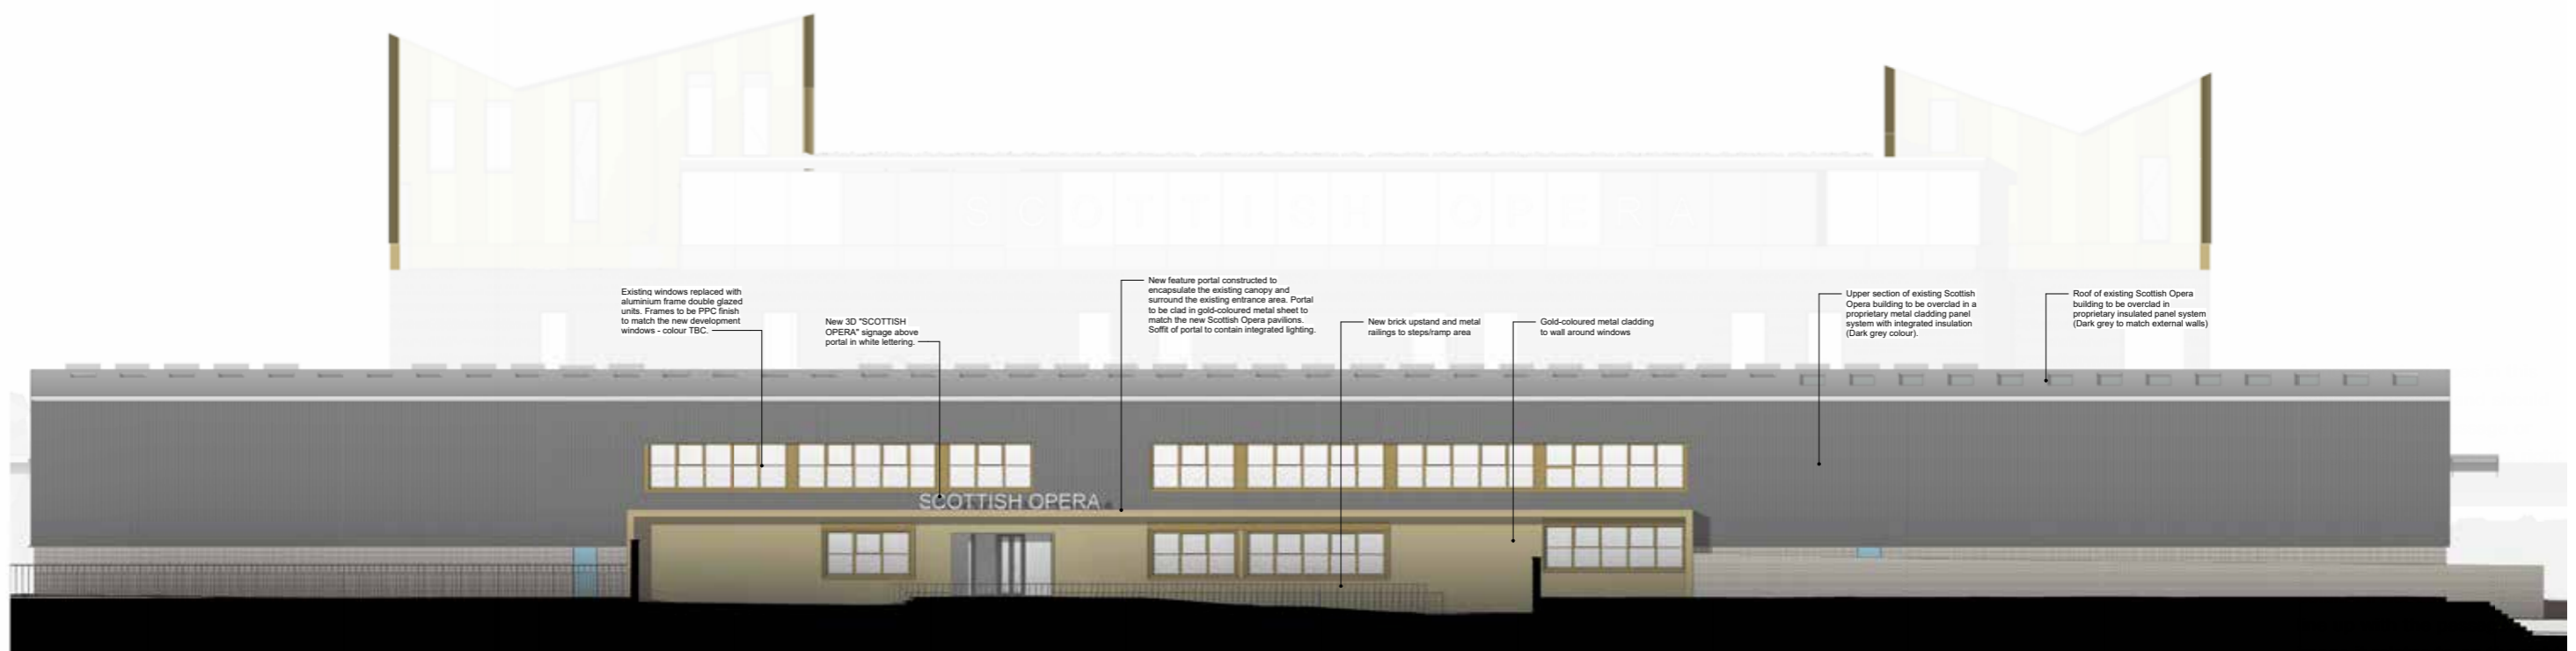 SCOTTISH OPERA
Existing windows replaced with
aluminium frame double glazed
units. Frames to be PPC finish
to match the new development
windows - colour TBC.
New 3D "SCOTTISH
OPERA" signage above
portal in white lettering.
New feature portal constructed to
encapsulate the existing canopy and
surround the existing entrance area. Portal
to be clad in gold-coloured metal sheet to
match the new Scottish Opera pavilions.
Soffit of portal to contain integrated lighting.
New brick upstand and metal
railings to steps/ramp area
Gold-coloured metal cladding
to wall around windows
Upper section of existing Scottish
Opera building to be overclad in a
proprietary metal cladding panel
system with integrated insulation
(Dark grey colour).
Roof of existing Scottish Opera
building to be overclad in
proprietary insulated panel system
(Dark grey to match external walls)
SCOTTISH OPERA